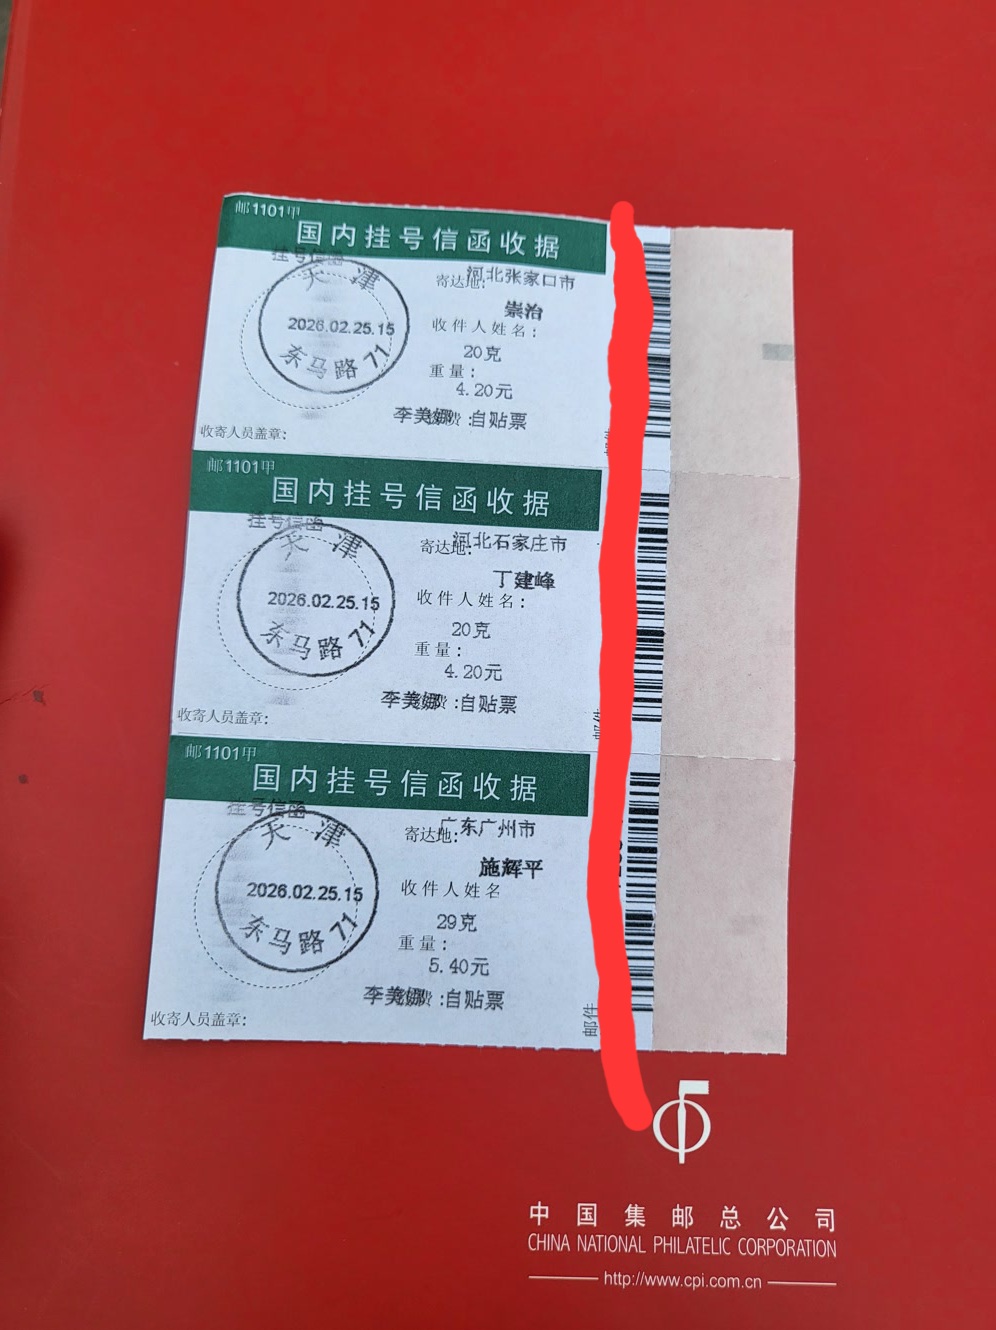 邮1101甲
国内挂号信函收据
挂号信函
天津
2026.02.25.15
东马路 71
寄达地:
河北张家口市
崇治
收件人姓名:
20克
重量:
4.20元
李美娜
:自贴票
收寄人员盖章:
邮1101甲
国内挂号信函收据
挂号信函
天津
2026.02.25.15
东马路 71
寄达地:
河北石家庄市
丁建峰
收件人姓名:
20克
重量:
4.20元
李美娜
:自贴票
收寄人员盖章:
邮1101甲
国内挂号信函收据
挂号信函
天津
2026.02.25.15
东马路 71
寄达地:
广东广州市
施辉平
收件人姓名
29克
重量:
5.40元
李美娜
:自贴票
收寄人员盖章:
邮件
中国集邮总公司
CHINA NATIONAL PHILATELIC CORPORATION
http://www.cpi.com.cn